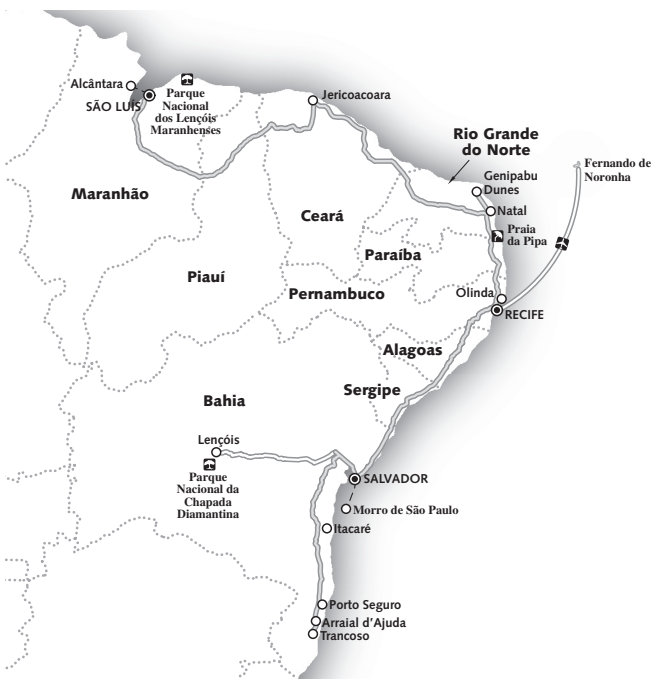 Alcântara
SÃO LUÍS
Parque
Nacional
dos Lençóis
Maranhenses
Jericoacoara
Rio Grande
do Norte
Fernando de
Noronha
Genipabu
Dunes
Maranhão
Natal
Ceará
Praia
da Pipa
Paraíba
Piauí
Pernambuco
Olinda
RECIFE
Alagoas
Sergipe
Bahia
Lençóis
Parque
Nacional da
Chapada
Diamantina
SALVADOR
Morro de São Paulo
Itacaré
Porto Seguro
Arraial d'Ajuda
Trancoso